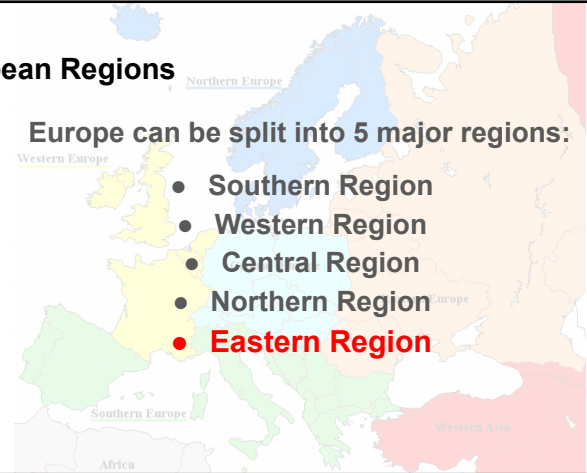 ean Regions
Northern Europe
Europe can be split into 5 major regions:
Western Europe
● Southern Region
● Western Region
● Central Region
● Northern Region
Europe
● Eastern Region
Southern Europe
Western Asia
Africa